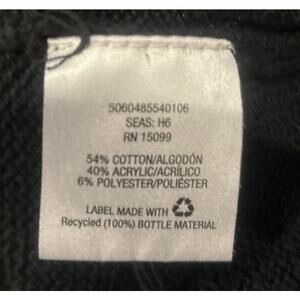 5060485540106
SEAS: H6
RN 15099
54% COTTON/ALGODÓN
40% ACRYLIC/ACRÍLICO
6% POLYESTER/POLIÉSTER
LABEL MADE WITH
Recycled (100%) BOTTLE MATERIAL